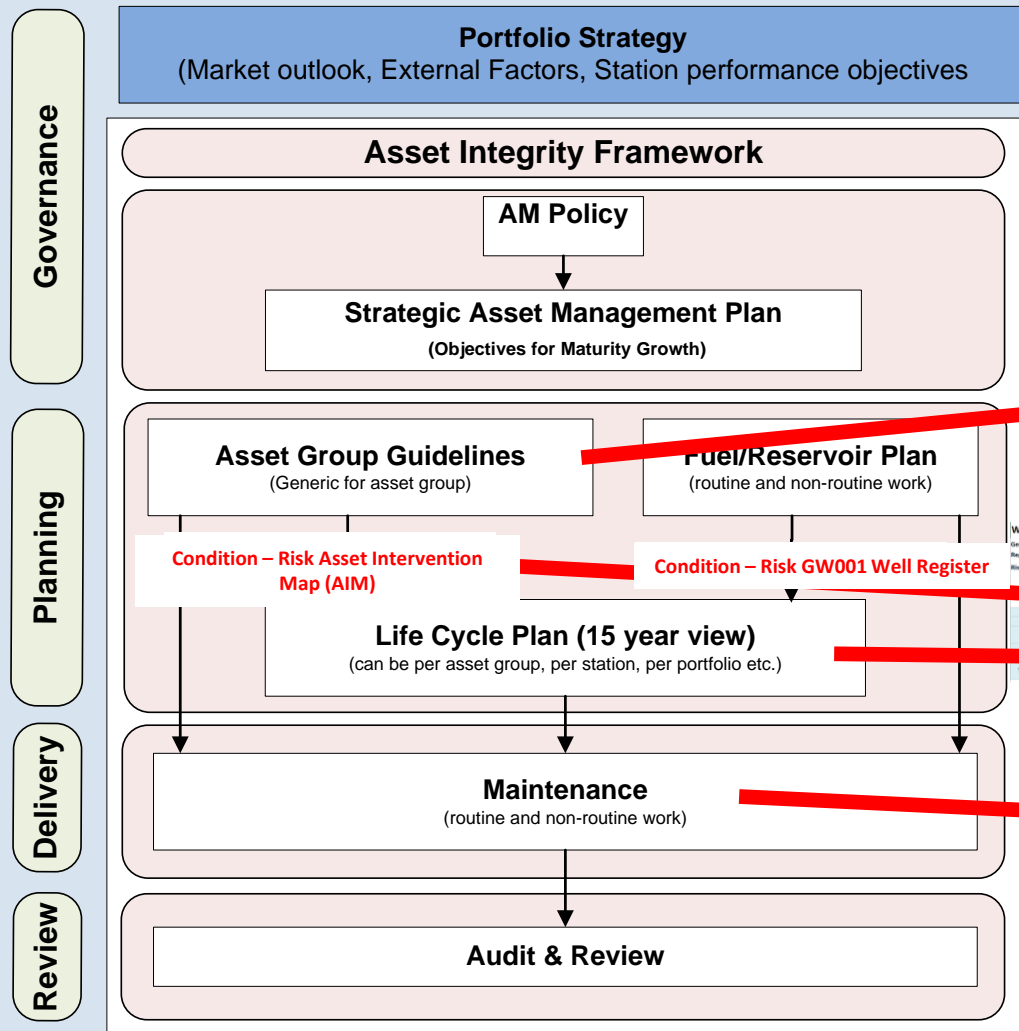 Governance
Portfolio Strategy
(Market outlook, External Factors, Station performance objectives
Asset Integrity Framework
AM Policy
Strategic Asset Management Plan
(Objectives for Maturity Growth)
Planning
Asset Group Guidelines
(Generic for asset group)
Fuel/Reservoir Plan
(routine and non-routine work)
Condition – Risk Asset Intervention
Map (AIM)
Condition – Risk GW001 Well Register
Life Cycle Plan (15 year view)
(can be per asset group, per station, per portfolio etc.)
Delivery
Maintenance
(routine and non-routine work)
Review
Audit & Review